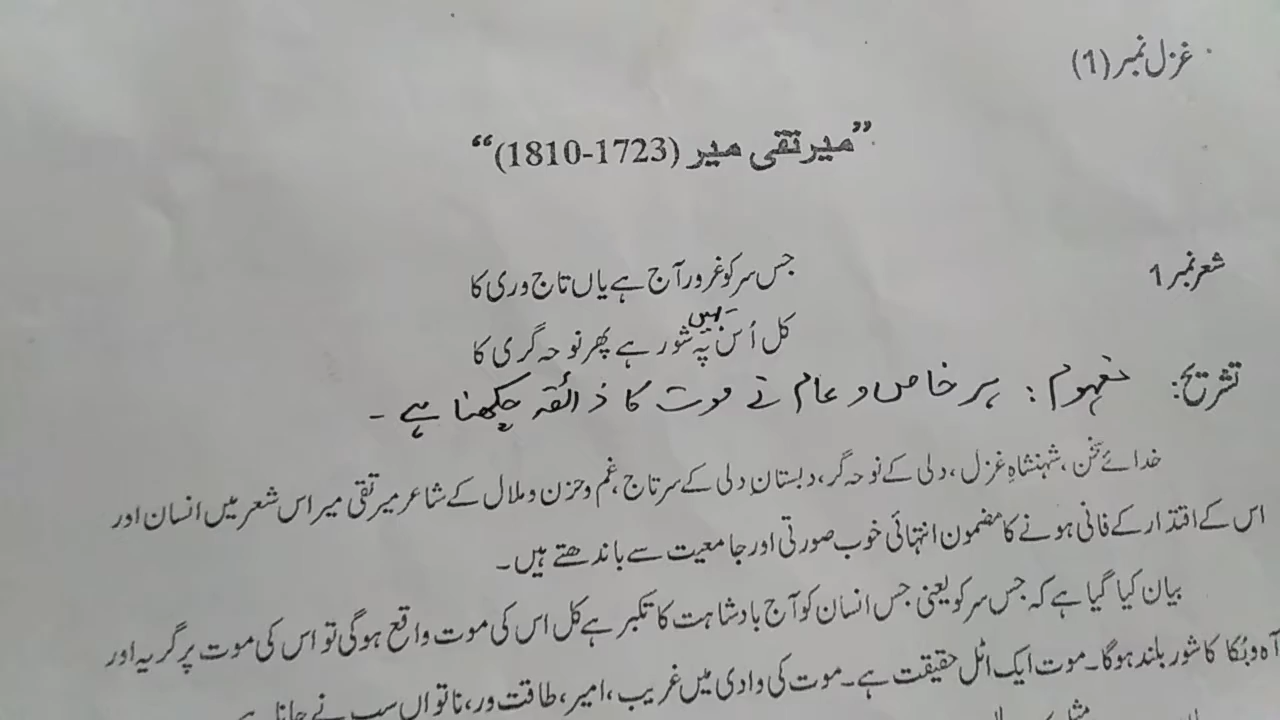 غزل نمبر (1)
”میر تقی میر (1723-1810)“
شعر نمبر 1
جس سر کو غرور آج ہے یاں تاج وری کا
یہیں
کل اُس پہ شور ہے پھر نوحہ گری کا
تشریح: مفہوم : ہر خاص و عام نے موت کا ذائقہ چکھنا ہے ۔
خدائے سخن، شہنشاہِ غزل، دلی کے نوحہ گر، دبستانِ دلی کے سرتاج، غم و حزن و ملال کے شاعر میر تقی میر اس شعر میں انسان اور
اس کے اقتدار کے فانی ہونے کا مضمون انتہائی خوب صورتی اور جامعیت سے باندھتے ہیں۔
بیان کیا گیا ہے کہ جس سر کو یعنی جس انسان کو آج بادشاہت کا تکبر ہے کل اس کی موت واقع ہوگی تو اس کی موت پر گریہ اور
آہ و بُکا کا شور بلند ہوگا۔ موت ایک اٹل حقیقت ہے۔ موت کی وادی میں غریب، امیر، طاقت ور، ناتواں سب نے جانا ہے